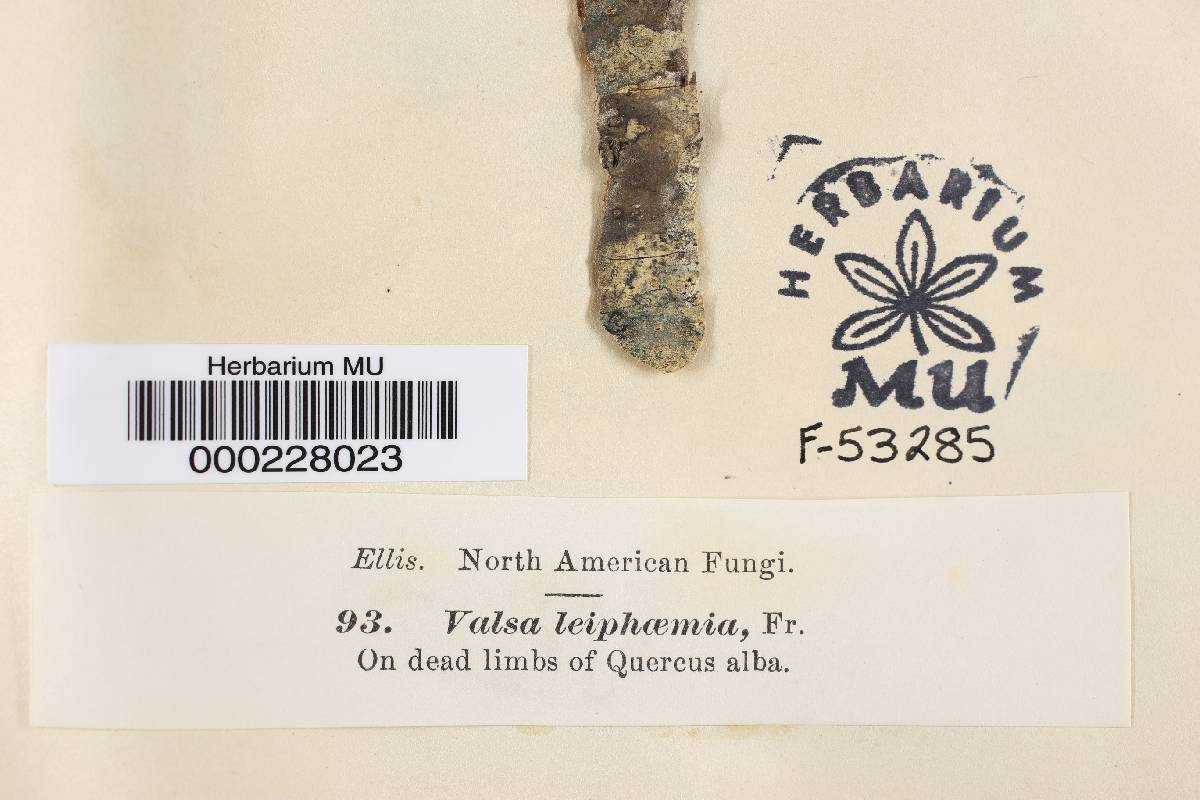 HERBARIUM
MU
F-53285
Herbarium MU
000228023
Ellis. North American Fungi.
93. Valsa leiphœmia, Fr.
On dead limbs of Quercus alba.